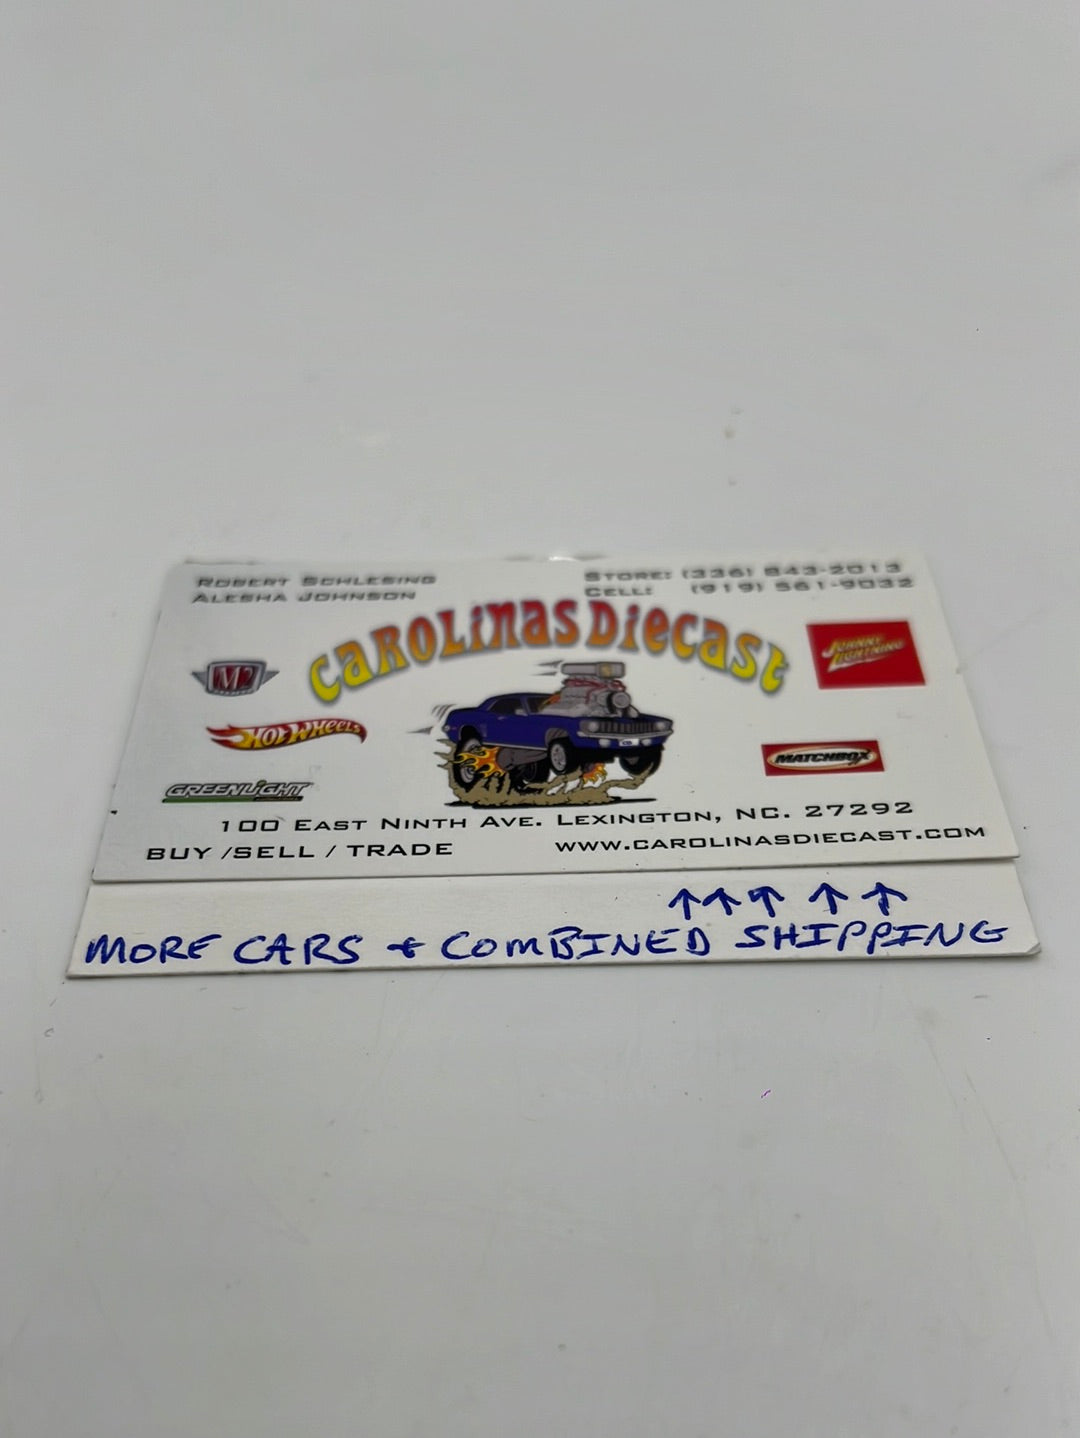 ROBERT SCHLESING
ALESHA JOHNSON
STORE: (336) 843-2013
CELL: (919) 561-9032
CAROLINAS DIECAST
M2
HOT WHEELS
GREENLIGHT
JOHNNY LIGHTNING
MATCHBOX
100 EAST NINTH AVE. LEXINGTON, NC. 27292
BUY /SELL / TRADE
WWW.CAROLINASDIECAST.COM
↑↑↑ ↑ ↑
MORE CARS + COMBINED SHIPPING